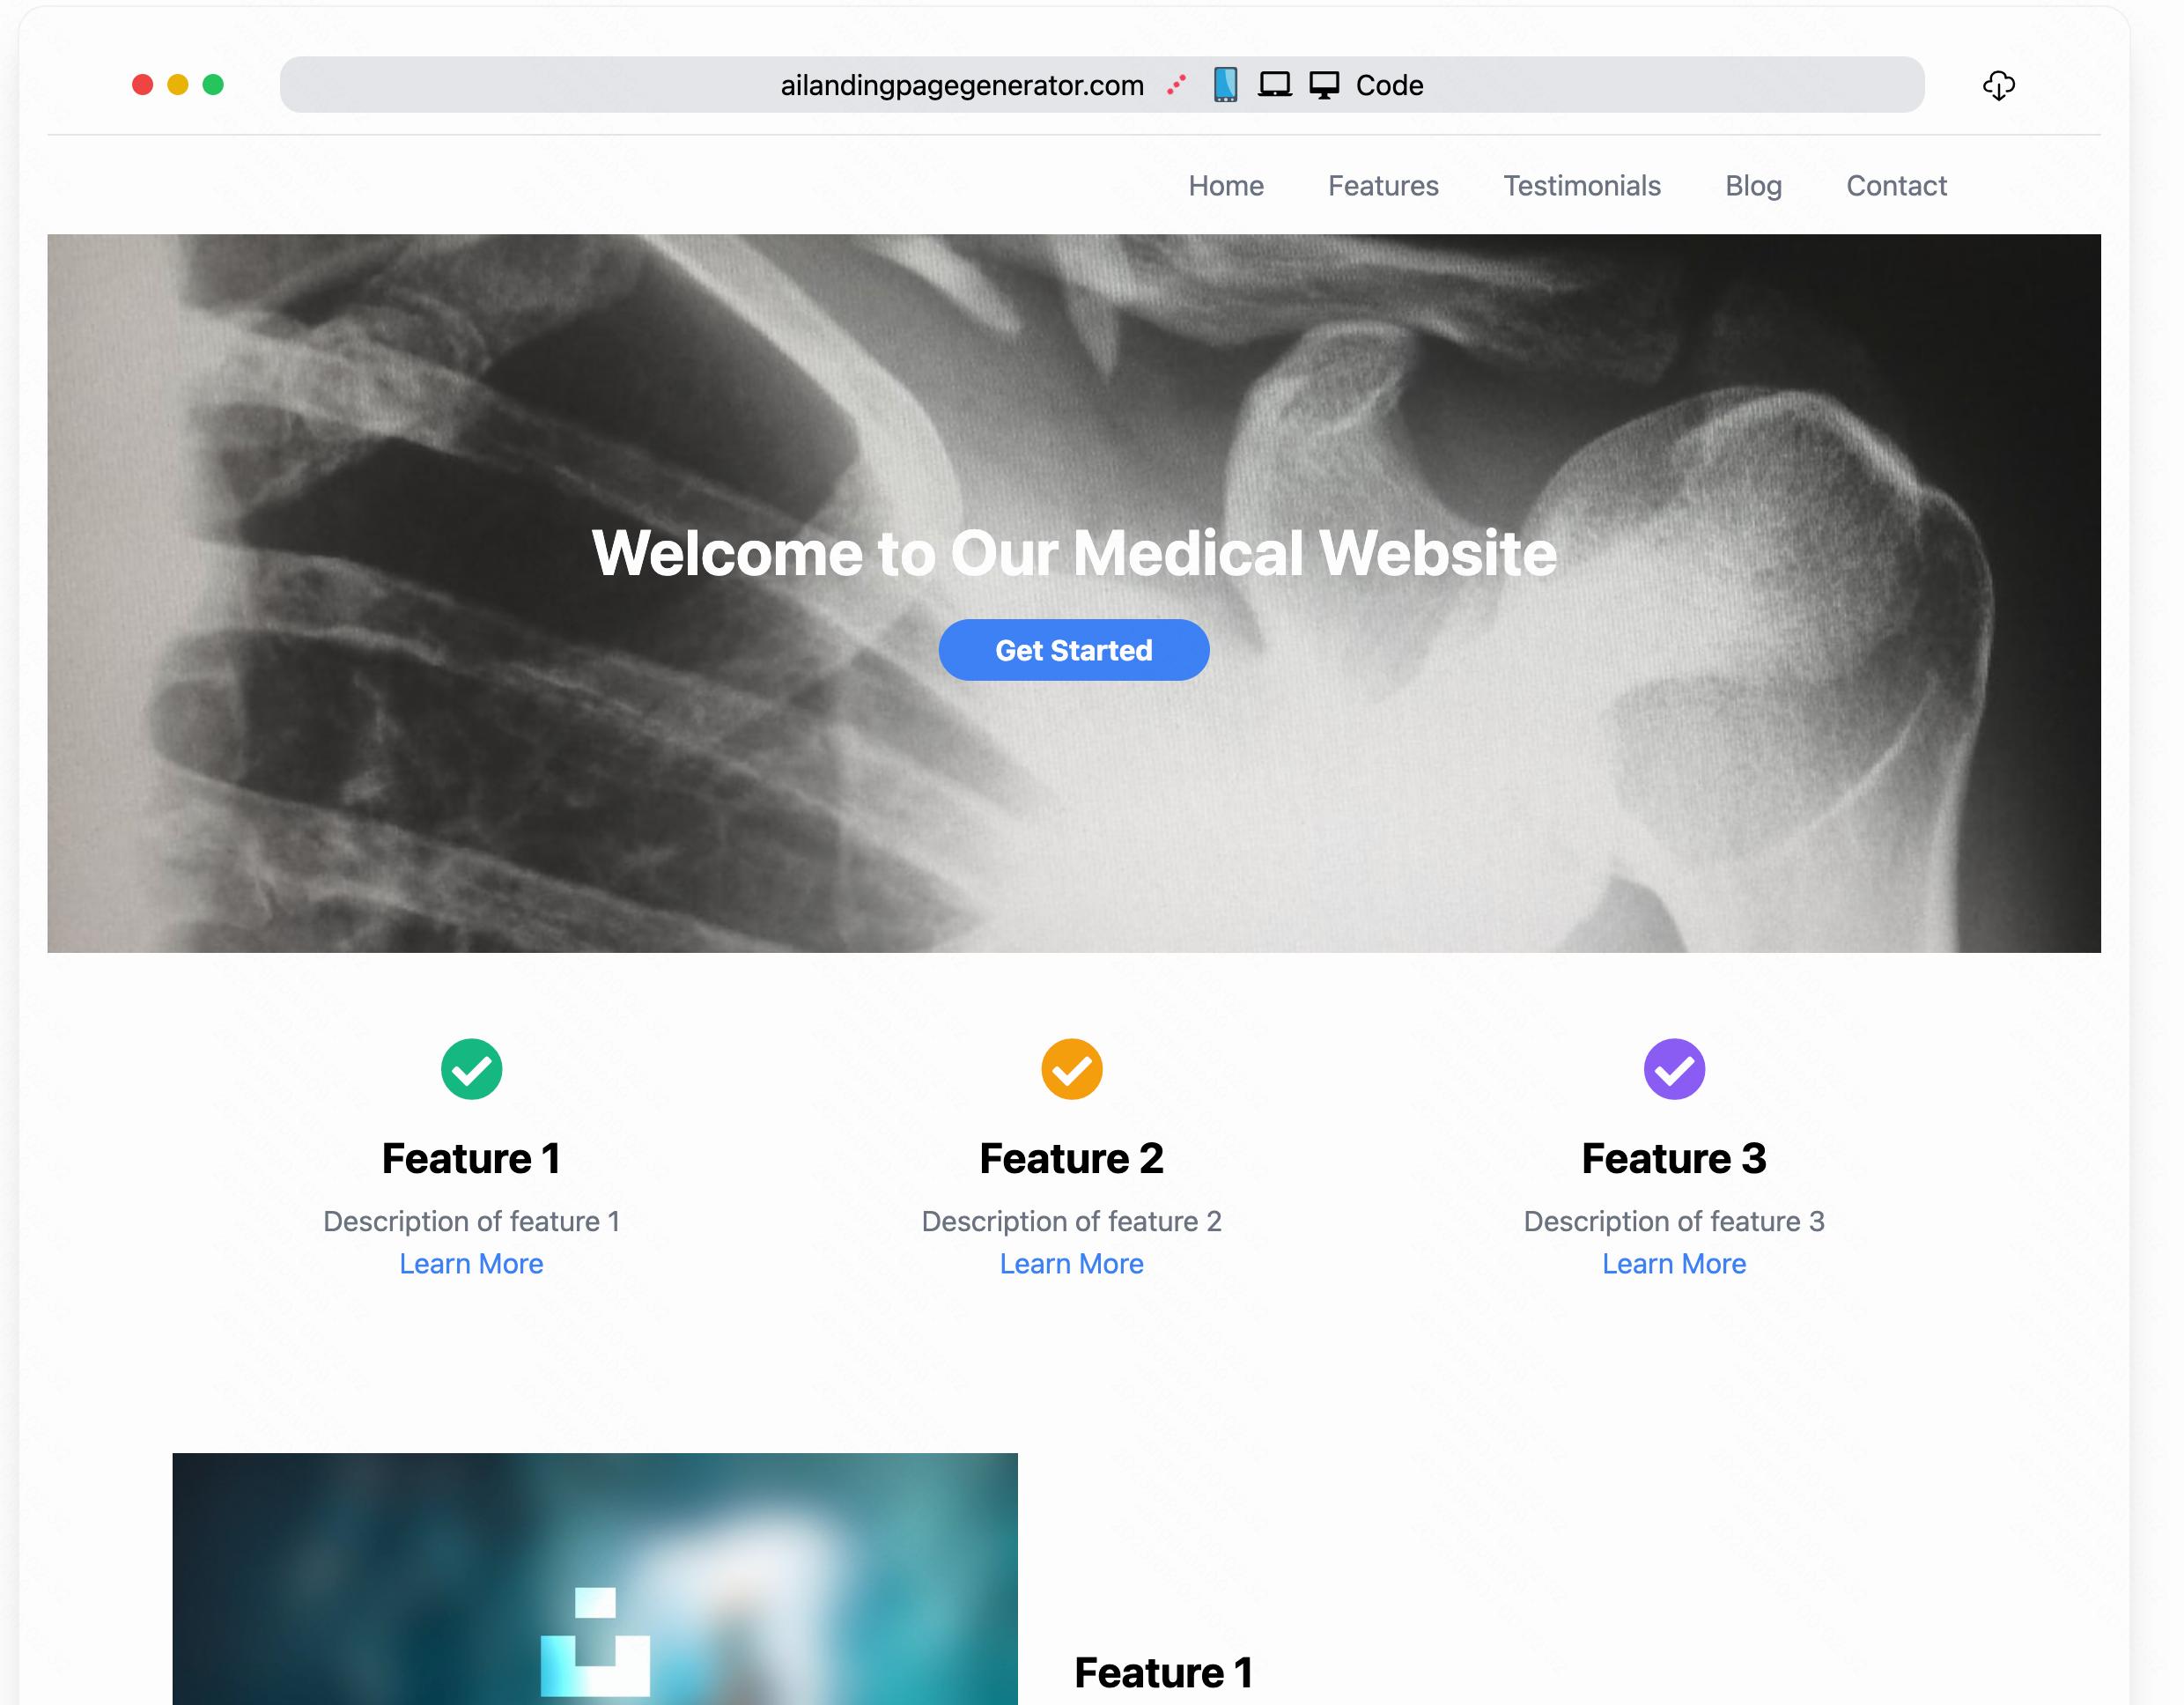 ailandingpagegenerator.com Code
Home Features Testimonials Blog Contact
Welcome to Our Medical Website
Get Started
Feature 1 Feature 2 Feature 3
Description of feature 1 Description of feature 2 Description of feature 3
Learn More Learn More Learn More
Feature 1